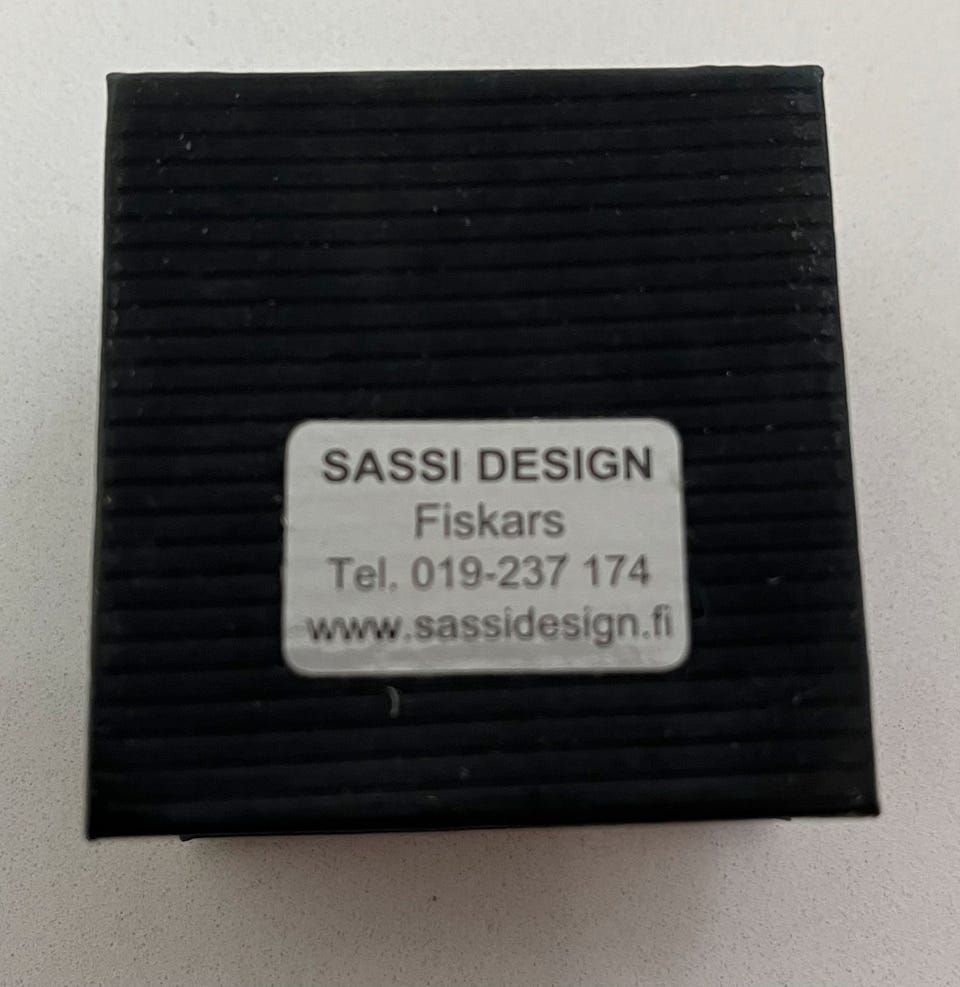 SASSI DESIGN
Fiskars
Tel. 019-237 174
www.sassidesign.fi